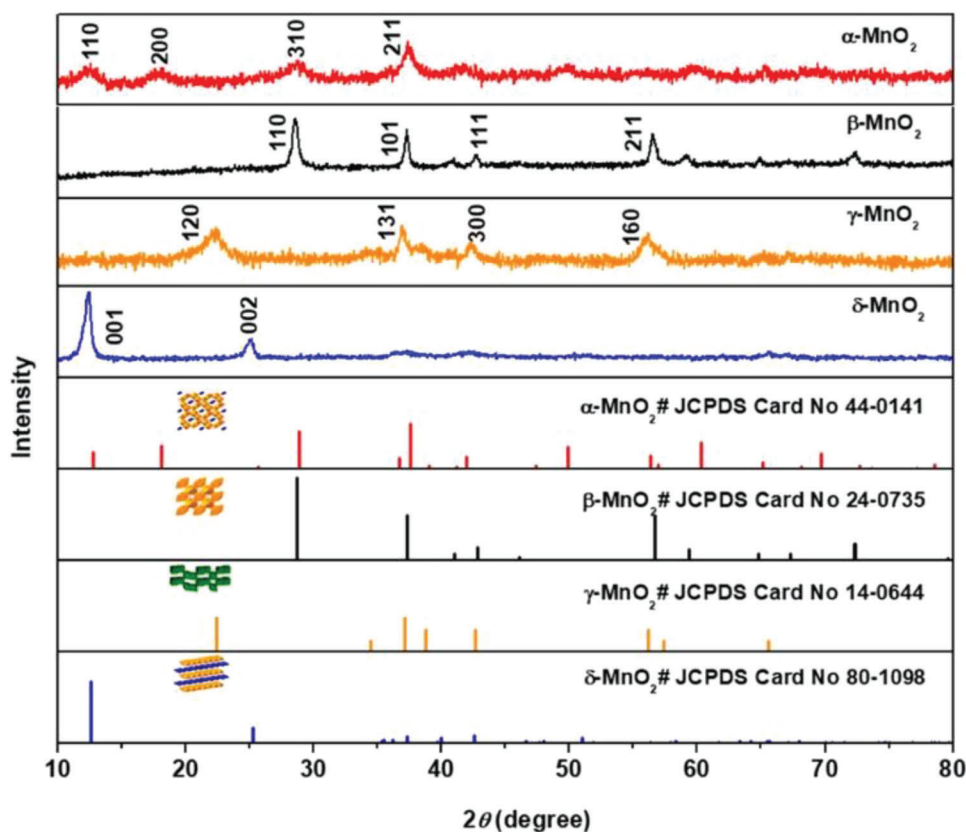 110
200
310
211
α-MnO₂
110
101
111
211
β-MnO₂
120
131
300
160
γ-MnO₂
001
002
δ-MnO₂
α-MnO₂# JCPDS Card No 44-0141
β-MnO₂# JCPDS Card No 24-0735
γ-MnO₂# JCPDS Card No 14-0644
δ-MnO₂# JCPDS Card No 80-1098
Intensity
10 20 30 40 50 60 70 80
2θ (degree)